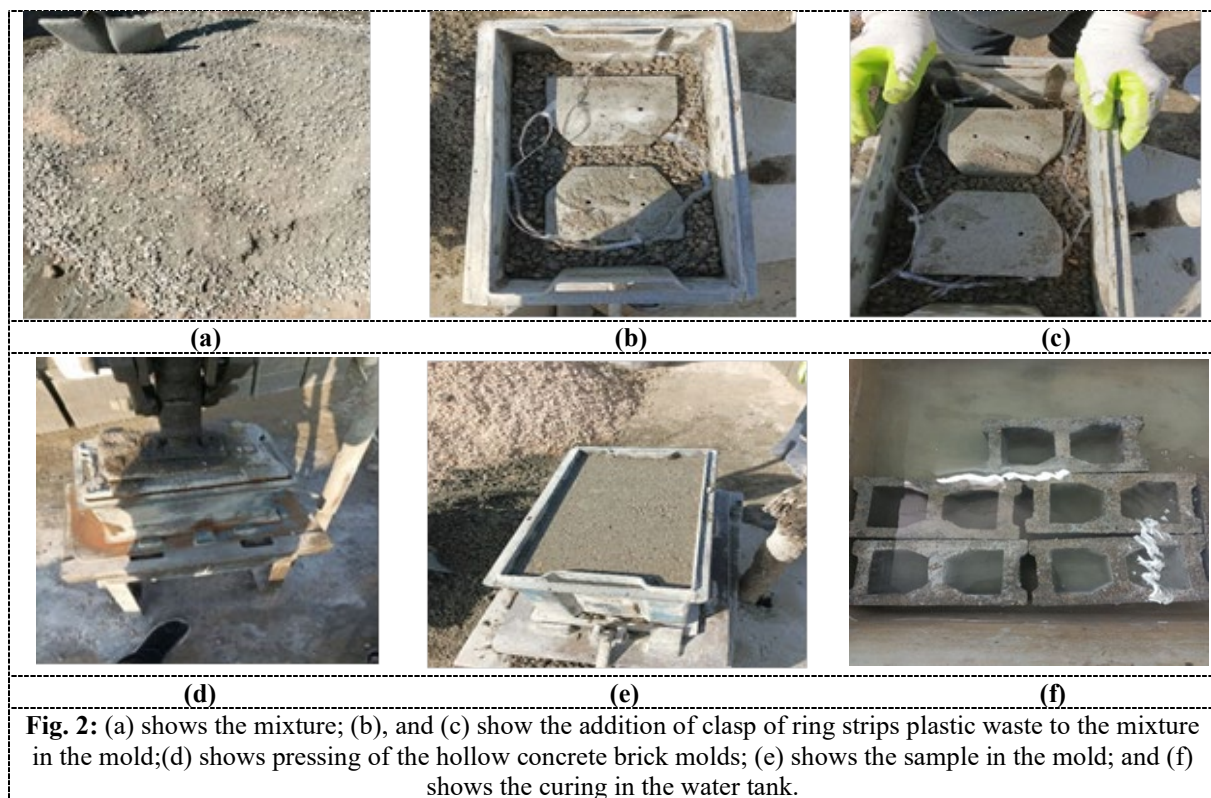 (a)
(b)
(c)
(d)
(e)
(f)
Fig. 2: (a) shows the mixture; (b), and (c) show the addition of clasp of ring strips plastic waste to the mixture
in the mold;(d) shows pressing of the hollow concrete brick molds; (e) shows the sample in the mold; and (f)
shows the curing in the water tank.